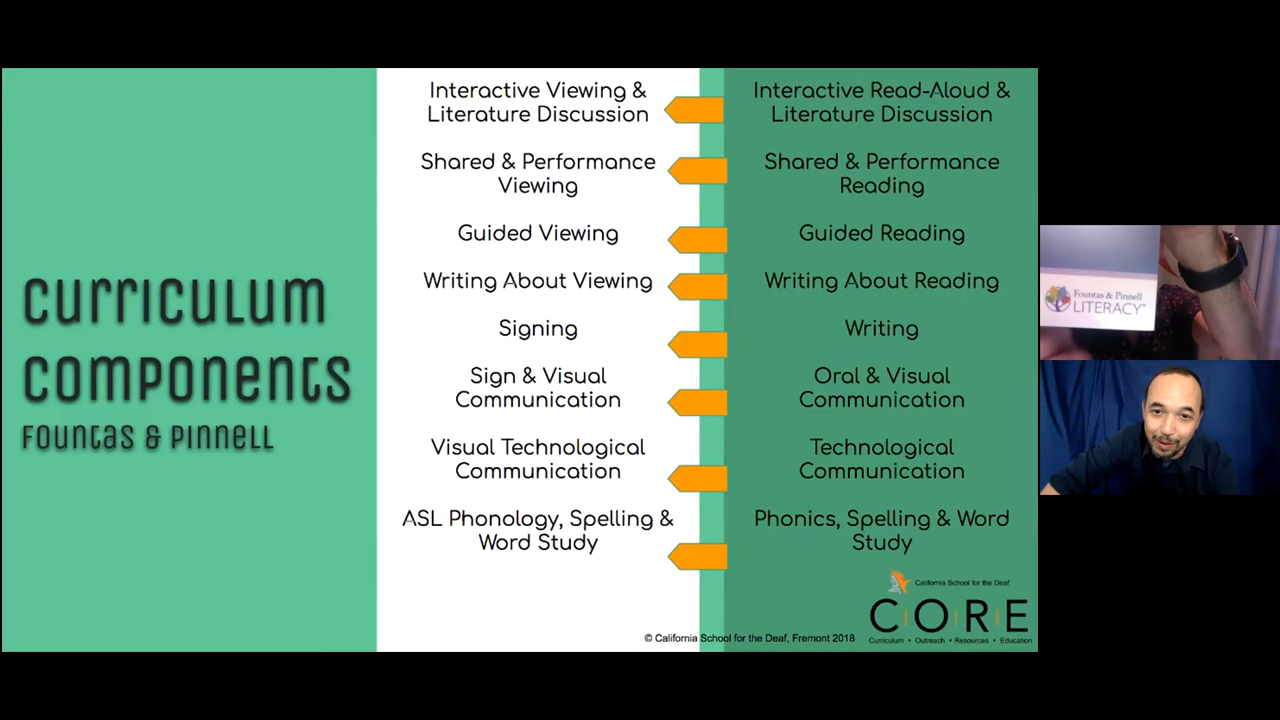 curriculum
components
Fountas & Pinnell
Interactive Viewing &
Literature Discussion
Shared & Performance
Viewing
Guided Viewing
Writing About Viewing
Signing
Sign & Visual
Communication
Visual Technological
Communication
ASL Phonology, Spelling &
Word Study
Interactive Read-Aloud &
Literature Discussion
Shared & Performance
Reading
Guided Reading
Writing About Reading
Writing
Oral & Visual
Communication
Technological
Communication
Phonics, Spelling & Word
Study
California School for the Deaf
C O R E
Curriculum • Outreach • Resources • Education
© California School for the Deaf, Fremont 2018
Fountas & Pinnell
LITERACY™